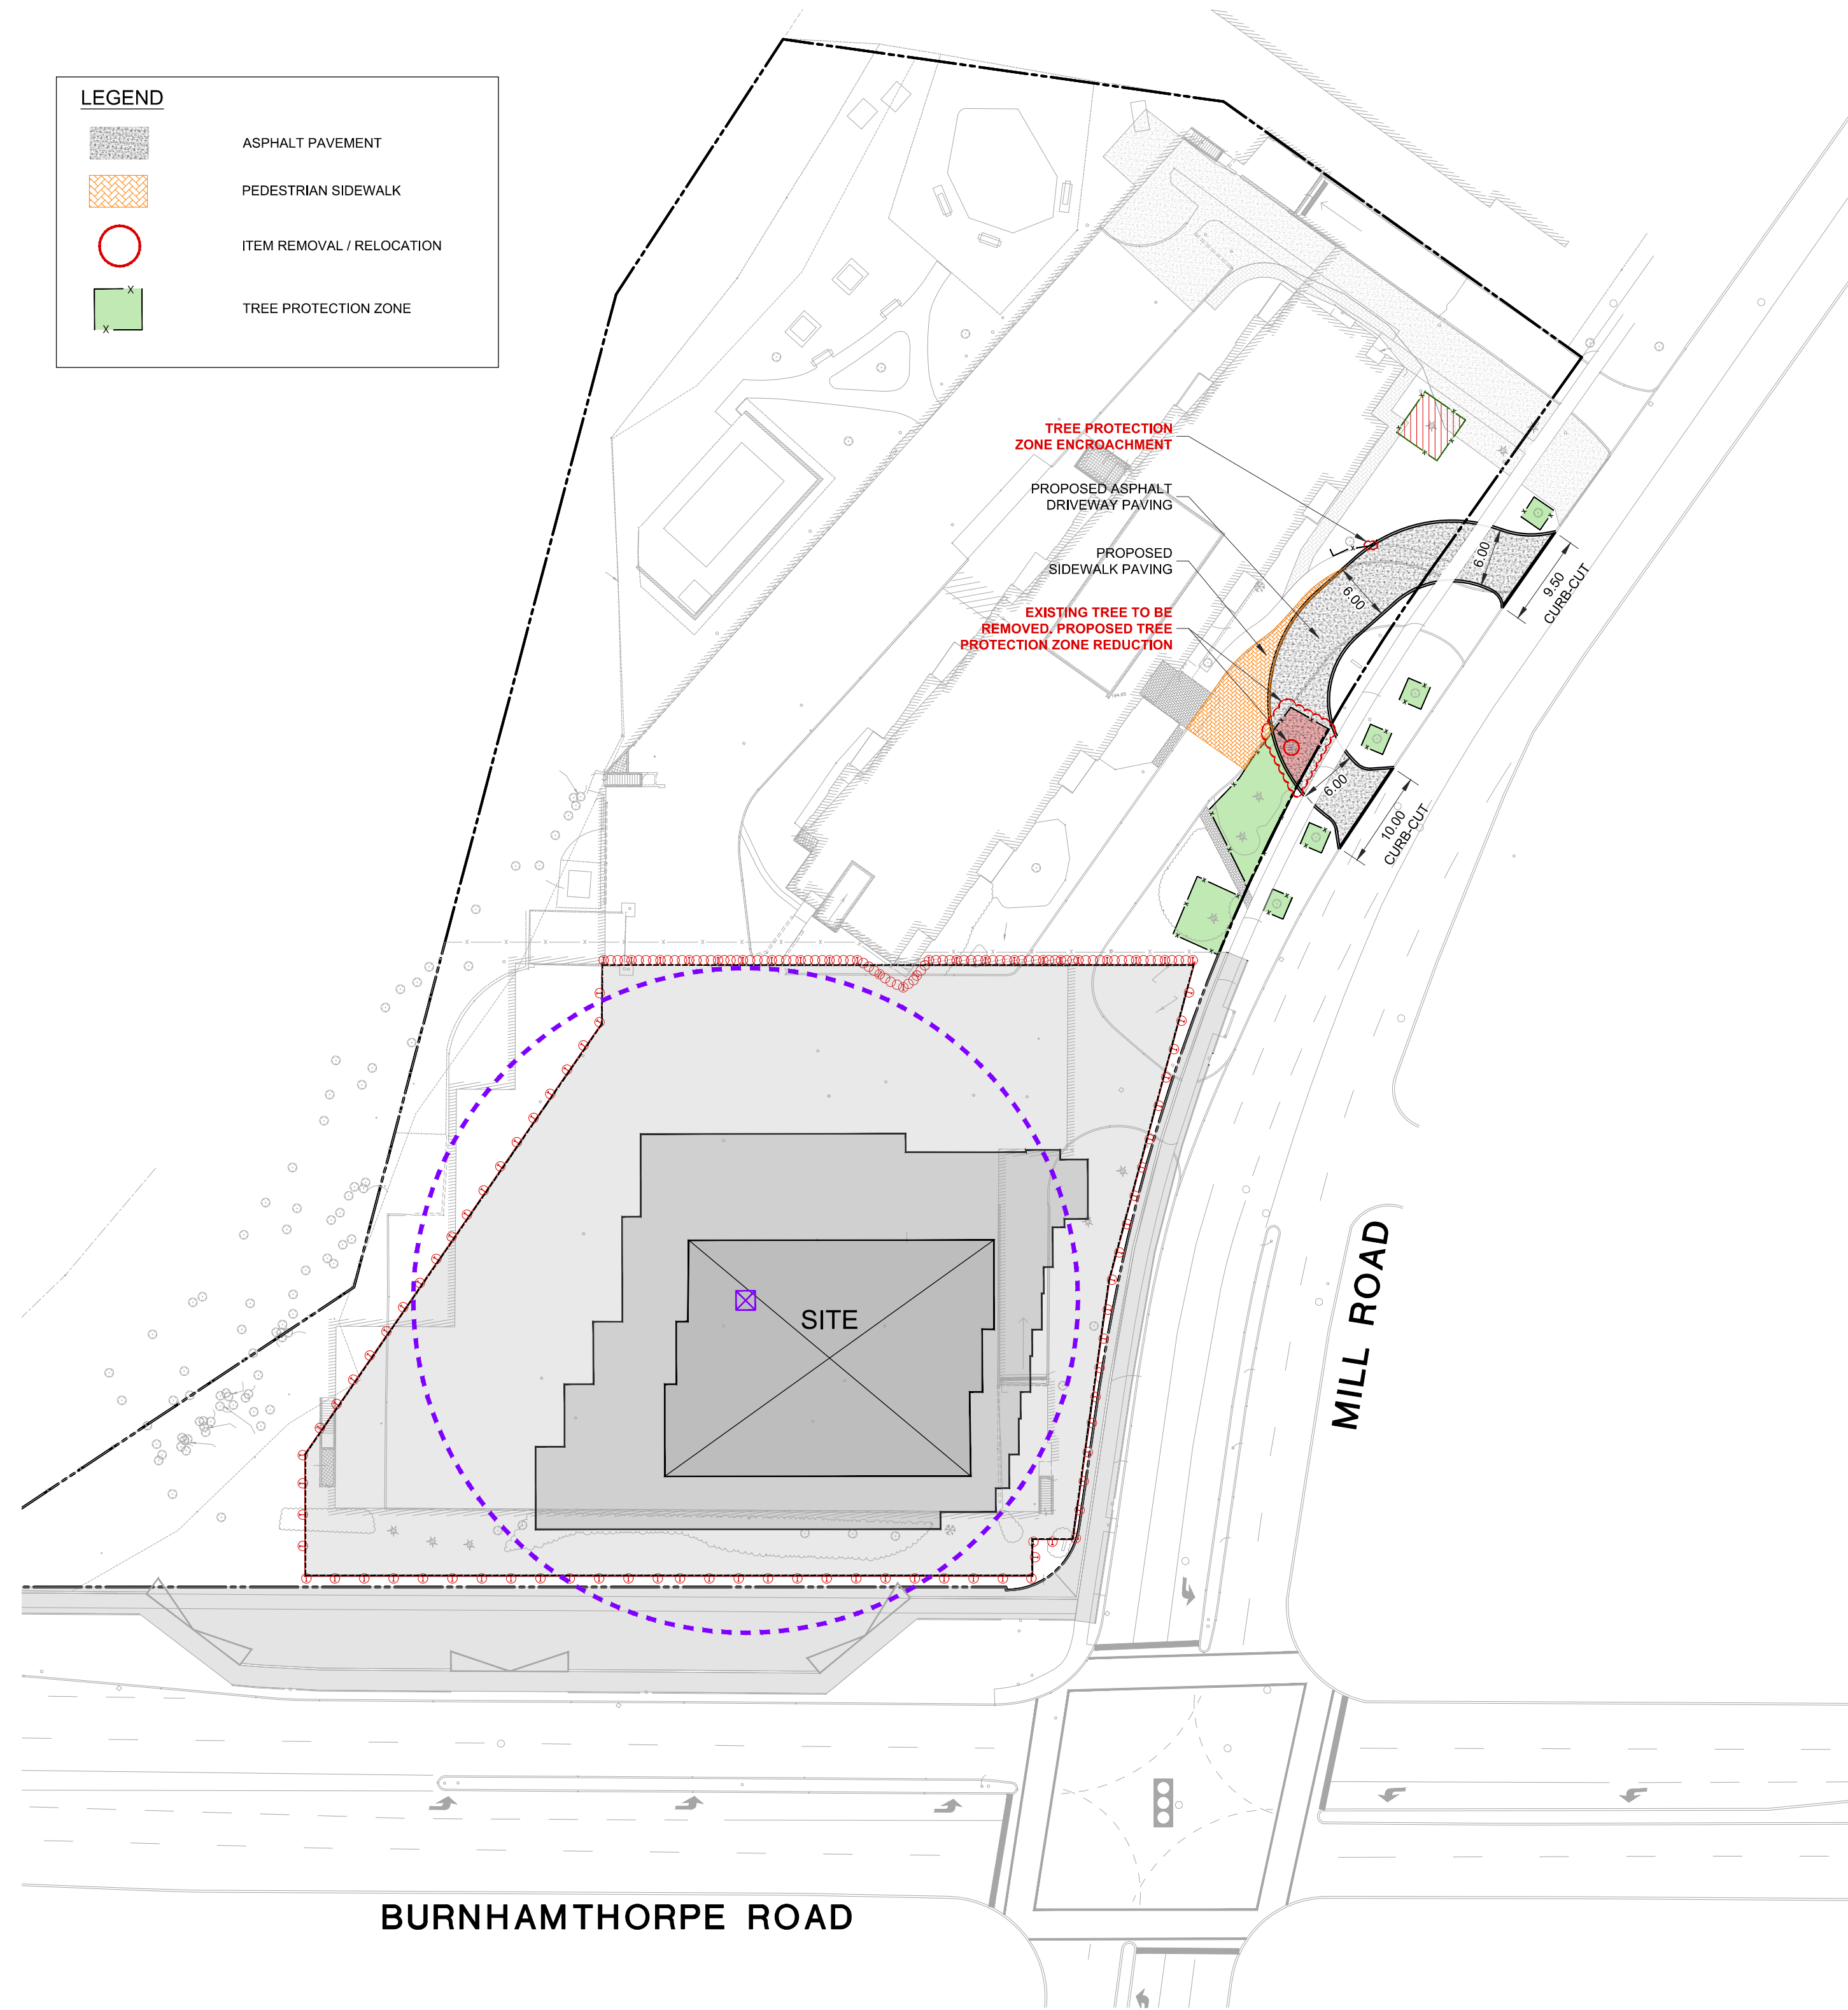 LEGEND
ASPHALT PAVEMENT
PEDESTRIAN SIDEWALK
ITEM REMOVAL / RELOCATION
X
X
TREE PROTECTION ZONE
TREE PROTECTION
ZONE ENCROACHMENT
PROPOSED ASPHALT
DRIVEWAY PAVING
PROPOSED
SIDEWALK PAVING
EXISTING TREE TO BE
REMOVED. PROPOSED TREE
PROTECTION ZONE REDUCTION
6.00
9.50
CURB-CUT
6.00
6.00
10.00
CURB-CUT
SITE
MILL ROAD
BURNHAMTHORPE ROAD